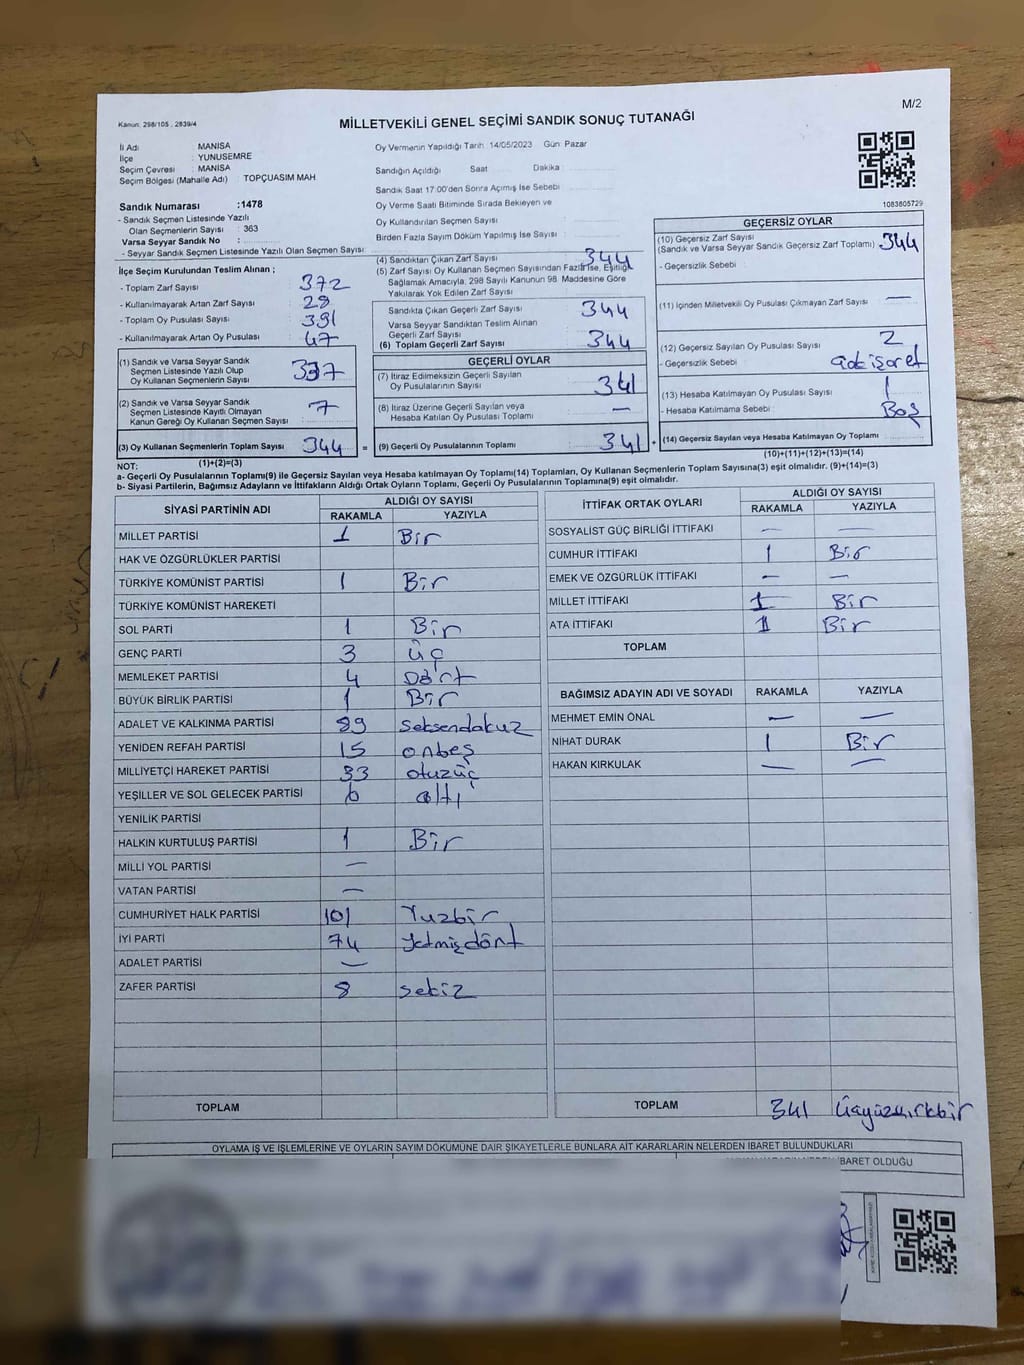 M/2
Kanun: 298/105 , 2839/4
MİLLETVEKİLİ GENEL SEÇİMİ SANDIK SONUÇ TUTANAĞI
İl Adı : MANİSA
İlçe : YUNUSEMRE
Seçim Çevresi : MANİSA
Seçim Bölgesi (Mahalle Adı) : TOPÇUASIM MAH.
Sandık Numarası :1478
- Sandık Seçmen Listesinde Yazılı
Olan Seçmenlerin Sayısı : 363
Varsa Seyyar Sandık No :
- Seyyar Sandık Seçmen Listesinde Yazılı Olan Seçmen Sayısı:
Oy Vermenin Yapıldığı Tarih: 14/05/2023 Gün: Pazar
Sandığın Açıldığı Saat Dakika
Sandık Saat 17.00'den Sonra Açılmış İse Sebebi
Oy Verme Saati Bitiminde Sırada Bekleyen ve
Oy Kullandırılan Seçmen Sayısı
Birden Fazla Sayım Döküm Yapılmış İse Sayısı :
1083805729
İlçe Seçim Kurulundan Teslim Alınan ;
- Toplam Zarf Sayısı : 372
- Kullanılmayarak Artan Zarf Sayısı : 28
- Toplam Oy Pusulası Sayısı : 391
- Kullanılmayarak Artan Oy Pusulası : 47
(1) Sandık ve Varsa Seyyar Sandık
Seçmen Listesinde Yazılı Olup
Oy Kullanan Seçmenlerin Sayısı : 337
(2) Sandık ve Varsa Seyyar Sandık
Seçmen Listesinde Kayıtlı Olmayan
Kanun Gereği Oy Kullanan Seçmen Sayısı : 7
(3) Oy Kullanan Seçmenlerin Toplam Sayısı : 344 =
(1)+(2)=(3)
(4) Sandıktan Çıkan Zarf Sayısı : 344
(5) Zarf Sayısı Oy Kullanan Seçmen Sayısından Fazla İse, Eşitliği
Sağlamak Amacıyla, 298 Sayılı Kanunun 98. Maddesine Göre
Yakılarak Yok Edilen Zarf Sayısı :
Sandıkta Çıkan Geçerli Zarf Sayısı : 344
Varsa Seyyar Sandıktan Teslim Alınan
Geçerli Zarf Sayısı :
(6) Toplam Geçerli Zarf Sayısı : 344
GEÇERLİ OYLAR
(7) İtiraz Edilmeksizin Geçerli Sayılan
Oy Pusulalarının Sayısı : 341
(8) İtiraz Üzerine Geçerli Sayılan veya
Hesaba Katılan Oy Pusulası Toplamı : —
(9) Geçerli Oy Pusulalarının Toplamı : 341 +
GEÇERSİZ OYLAR
(10) Geçersiz Zarf Sayısı
(Sandık ve Varsa Seyyar Sandık Geçersiz Zarf Toplamı) : 344
- Geçersizlik Sebebi :
(11) İçinden Milletvekili Oy Pusulası Çıkmayan Zarf Sayısı : —
(12) Geçersiz Sayılan Oy Pusulası Sayısı : 2
- Geçersizlik Sebebi :
(13) Hesaba Katılmayan Oy Pusulası Sayısı : 1
- Hesaba Katılmama Sebebi : Boş
(14) Geçersiz Sayılan veya Hesaba Katılmayan Oy Toplamı :
(10)+(11)+(12)+(13)=(14)
NOT:
a- Geçerli Oy Pusulalarının Toplamı(9) ile Geçersiz Sayılan veya Hesaba katılmayan Oy Toplamı(14) Toplamları, Oy Kullanan Seçmenlerin Toplam Sayısına(3) eşit olmalıdır. (9)+(14)=(3)
b- Siyasi Partilerin, Bağımsız Adayların ve İttifakların Aldığı Ortak Oyların Toplamı, Geçerli Oy Pusulalarının Toplamına(9) eşit olmalıdır.
SİYASİ PARTİNİN ADI ALDIĞI OY SAYISI
RAKAMLA YAZIYLA
MİLLET PARTİSİ 1 Bir
HAK VE ÖZGÜRLÜKLER PARTİSİ
TÜRKİYE KOMÜNİST PARTİSİ 1 Bir
TÜRKİYE KOMÜNİST HAREKETİ
SOL PARTİ 1 Bir
GENÇ PARTİ 3 üç
MEMLEKET PARTİSİ 4 Dört
BÜYÜK BİRLİK PARTİSİ 1 Bir
ADALET VE KALKINMA PARTİSİ 89 seksendokuz
YENİDEN REFAH PARTİSİ 15 onbeş
MİLLİYETÇİ HAREKET PARTİSİ 33 otuzüç
YEŞİLLER VE SOL GELECEK PARTİSİ 6 altı
YENİLİK PARTİSİ
HALKIN KURTULUŞ PARTİSİ 1 Bir
MİLLİ YOL PARTİSİ —
VATAN PARTİSİ —
CUMHURİYET HALK PARTİSİ 101 Yuzbir
İYİ PARTİ 74 yetmişdört
ADALET PARTİSİ —
ZAFER PARTİSİ 8 sekiz
TOPLAM
İTTİFAK ORTAK OYLARI ALDIĞI OY SAYISI
RAKAMLA YAZIYLA
SOSYALİST GÜÇ BİRLİĞİ İTTİFAKI — —
CUMHUR İTTİFAKI 1 Bir
EMEK VE ÖZGÜRLÜK İTTİFAKI — —
MİLLET İTTİFAKI 1 Bir
ATA İTTİFAKI 1 Bir
TOPLAM
BAĞIMSIZ ADAYIN ADI VE SOYADI RAKAMLA YAZIYLA
MEHMET EMİN ÖNAL — —
NİHAT DURAK 1 Bir
HAKAN KIRKULAK — —
TOPLAM 341 üçyüzkırkbir
OYLAMA İŞ VE İŞLEMLERİNE VE OYLARIN SAYIM DÖKÜMÜNE DAİR ŞİKAYETLERLE BUNLARA AİT KARARLARIN NELERDEN İBARET BULUNDUKLARI
İBARET OLDUĞU